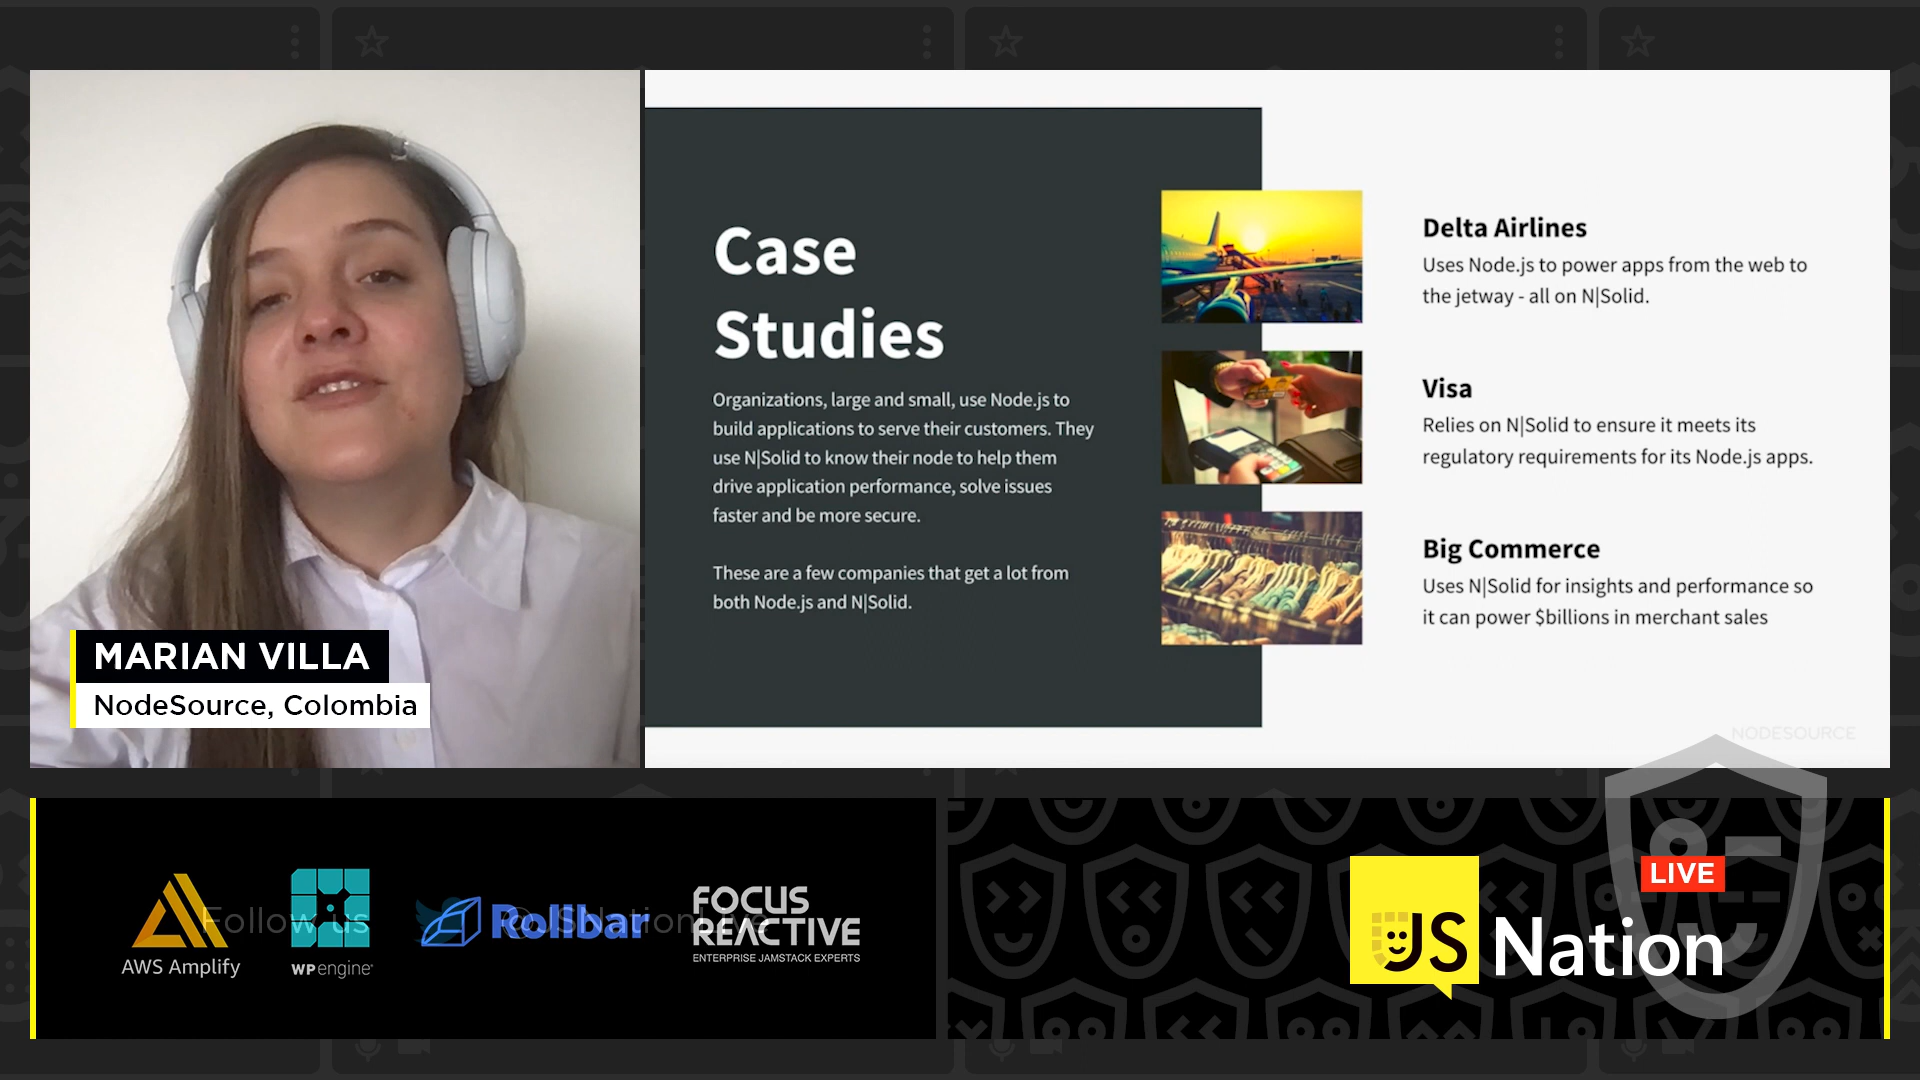 MARIAN VILLA
NodeSource, Colombia
Case
Studies
Organizations, large and small, use Node.js to
build applications to serve their customers. They
use N|Solid to know their node to help them
drive application performance, solve issues
faster and be more secure.
These are a few companies that get a lot from
both Node.js and N|Solid.
Delta Airlines
Uses Node.js to power apps from the web to
the jetway - all on N|Solid.
Visa
Relies on N|Solid to ensure it meets its
regulatory requirements for its Node.js apps.
Big Commerce
Uses N|Solid for insights and performance so
it can power $billions in merchant sales
NODESOURCE
AWS Amplify
WP engine
Rollbar
FOCUS
REACTIVE
ENTERPRISE JAMSTACK EXPERTS
Follow us @JSNationLive
LIVE
JS Nation